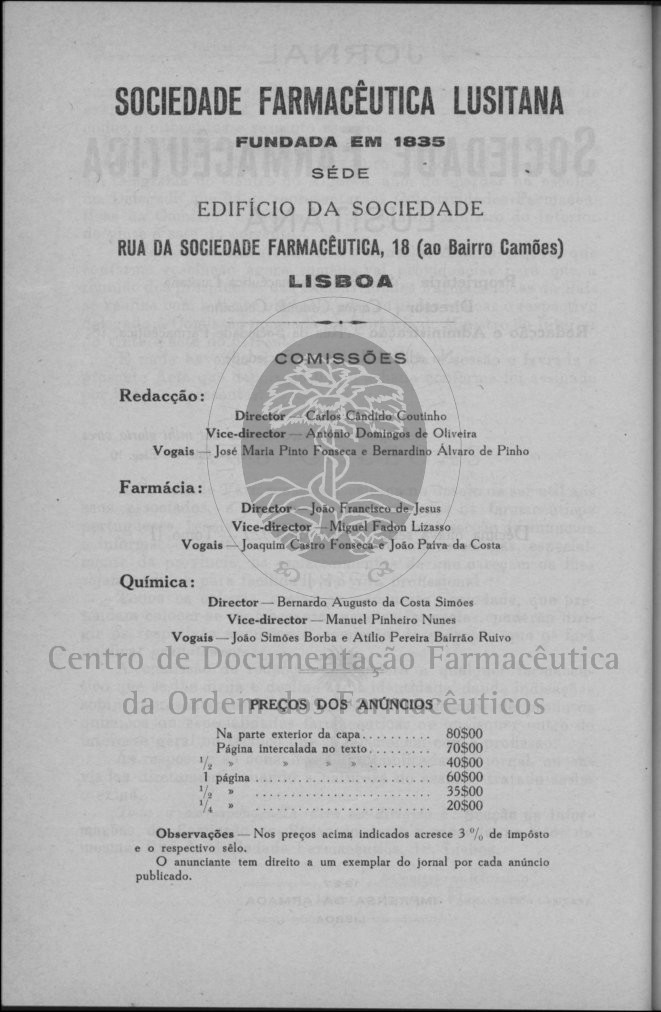 SOCIEDADE FARMACÊUTICA LUSITANA
FUNDADA EM 1835
SÉDE
EDIFÍCIO DA SOCIEDADE
RUA DA SOCIEDADE FARMACÊUTICA, 18 (ao Bairro Camões)
LISBOA
COMISSÕES
Redacção:
Director — Carlos Cândido Coutinho
Vice-director — António Domingos de Oliveira
Vogais — José Maria Pinto Fonseca e Bernardino Álvaro de Pinho
Farmácia:
Director — João Francisco de Jesus
Vice-director — Miguel Fadon Lizasso
Vogais — Joaquim Castro Fonseca e João Paiva da Costa
Química:
Director — Bernardo Augusto da Costa Simões
Vice-director — Manuel Pinheiro Nunes
Vogais — João Simões Borba e Atílio Pereira Bairrão Ruivo
Centro de Documentação Farmacêutica
da Ordem dos Farmacêuticos
PREÇOS DOS ANÚNCIOS
Na parte exterior da capa.......... 80$00
Página intercalada no texto......... 70$00
1/2 » » » » .......... 40$00
1 página ........................ 60$00
1/2 » ........................ 35$00
1/4 » ........................ 20$00
Observações — Nos preços acima indicados acresce 3 % de impôsto
e o respectivo sêlo.
O anunciante tem direito a um exemplar do jornal por cada anúncio
publicado.